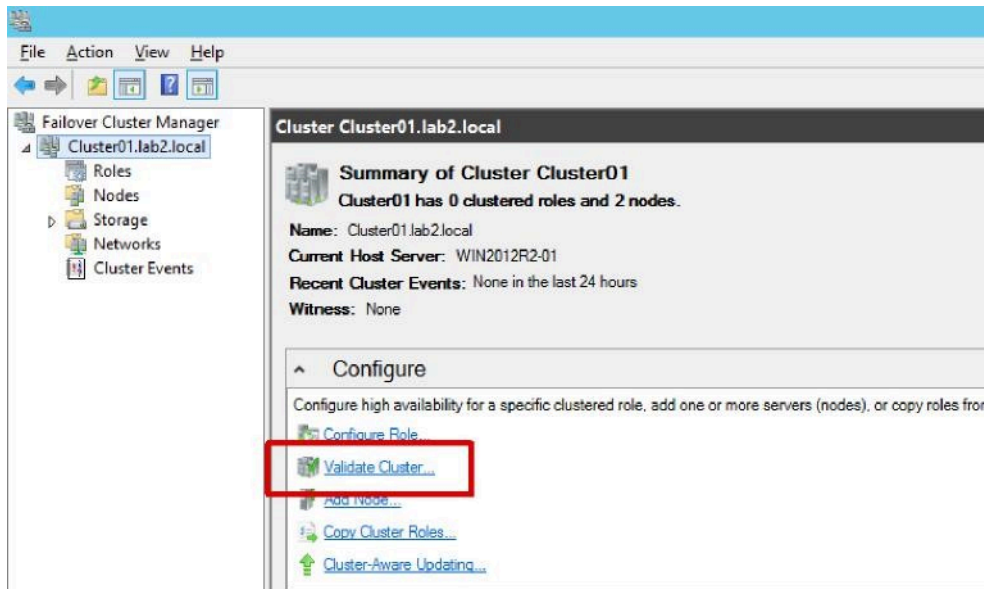 File Action View Help
Failover Cluster Manager
Cluster01.lab2.local
Roles
Nodes
Storage
Networks
Cluster Events
Cluster Cluster01.lab2.local
Summary of Cluster Cluster01
Cluster01 has 0 clustered roles and 2 nodes.
Name: Cluster01.lab2.local
Current Host Server: WIN2012R2-01
Recent Cluster Events: None in the last 24 hours
Witness: None
Configure
Configure high availability for a specific clustered role, add one or more servers (nodes), or copy roles from
Configure Role...
Validate Cluster...
Add Node...
Copy Cluster Roles...
Cluster-Aware Updating...